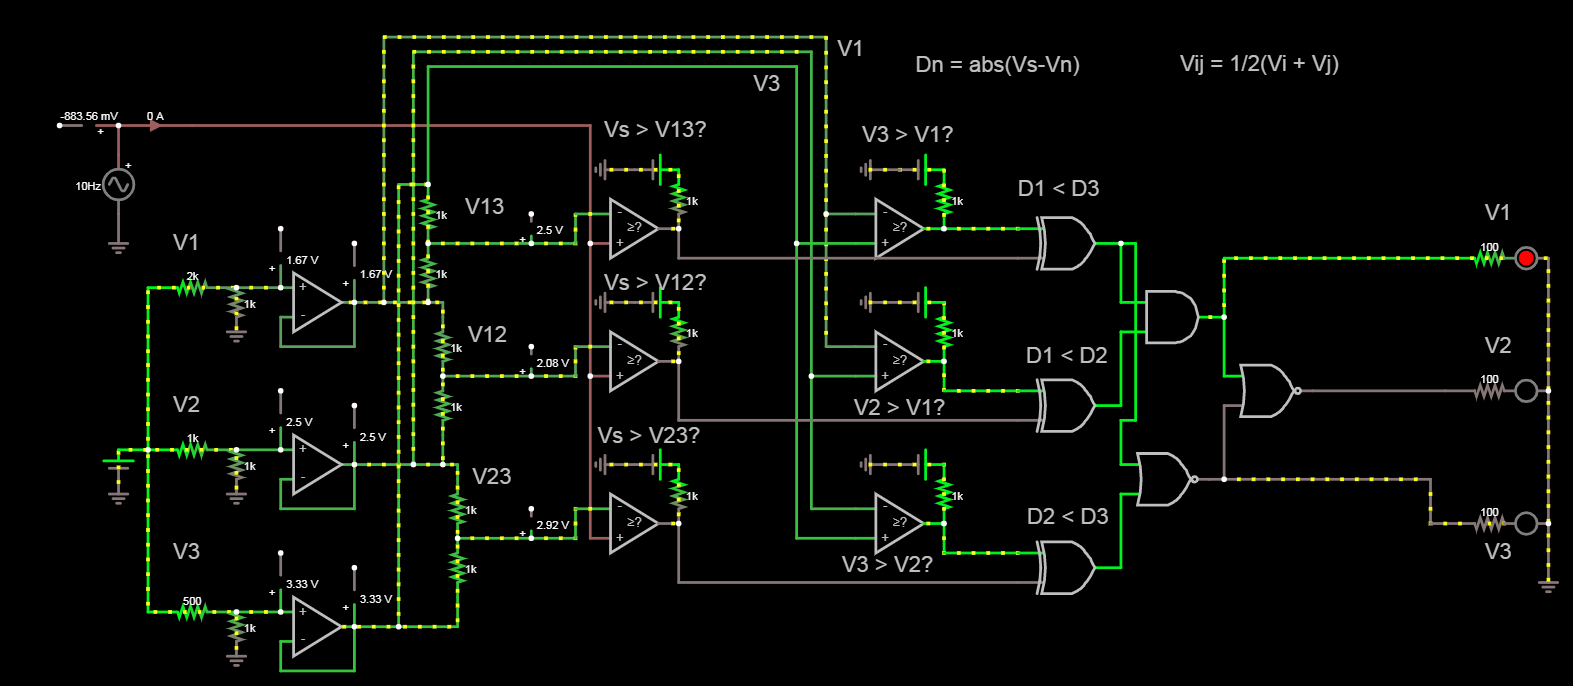 V1
Dn = abs(Vs-Vn)
Vij = 1/2(Vi + Vj)
V3
-883.56 mV
0 A
+
Vs > V13?
V3 > V1?
+
10Hz
1k
1k
D1 < D3
V13
1k
2.5 V
+
-
≥?
+
-
≥?
+
V1
V1
1.67 V
+
1.67 V
+
2k
1k
+
-
1k
100
Vs > V12?
V12
1k
2.08 V
+
1k
1k
-
≥?
+
-
≥?
+
D1 < D2
V2
V2
1k
V2 > V1?
100
2.5 V
+
2.5 V
+
1k
1k
+
-
Vs > V23?
V23
1k
2.92 V
+
1k
1k
-
≥?
+
-
≥?
+
D2 < D3
V3
1k
V3 > V2?
100
V3
3.33 V
+
3.33 V
+
500
1k
+
-